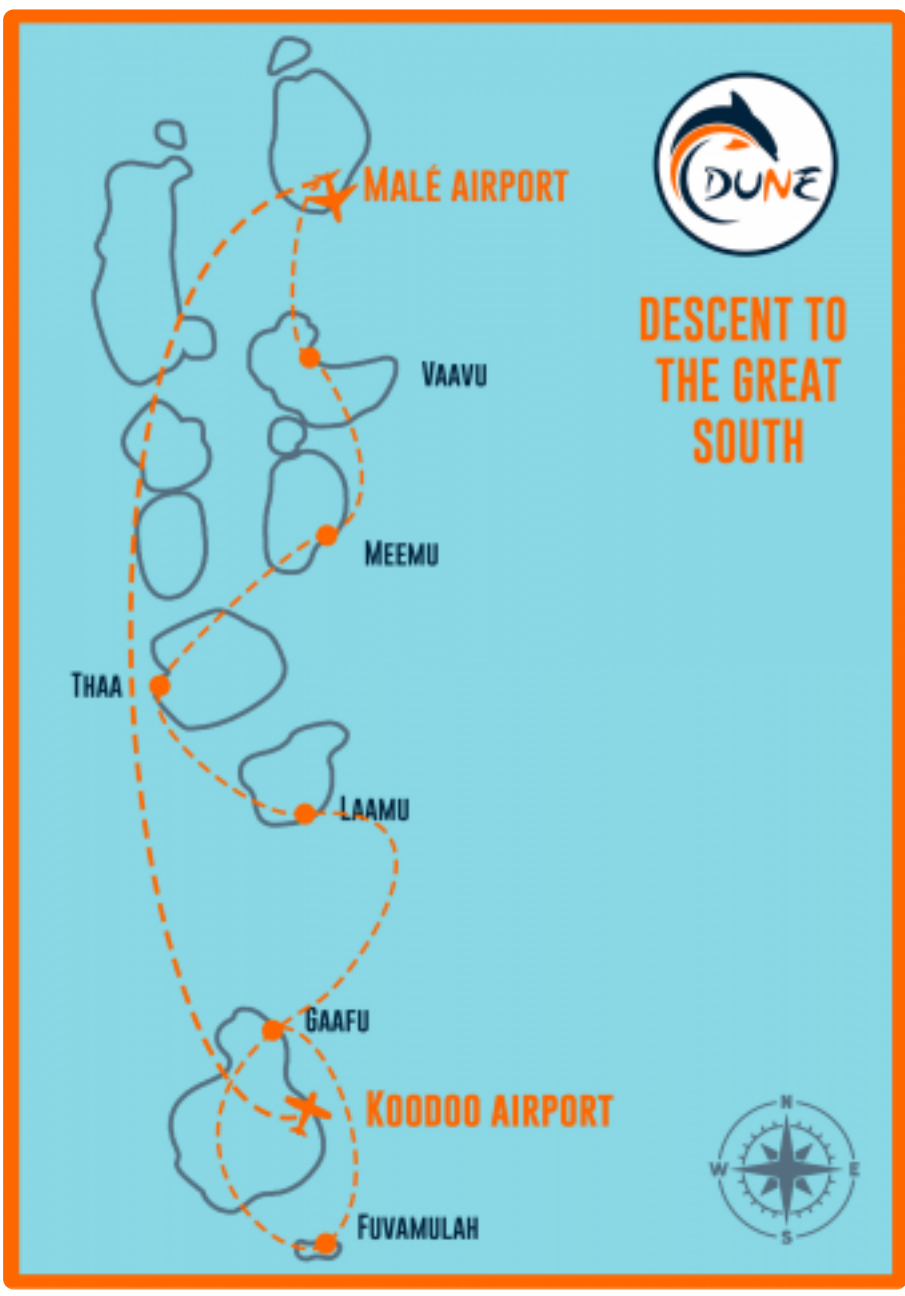 MALÉ AIRPORT
DUNE
DESCENT TO
THE GREAT
SOUTH
VAAVU
MEEMU
THAA
LAAMU
GAAFU
KOODOO AIRPORT
N
W
E
S
FUVAMULAH